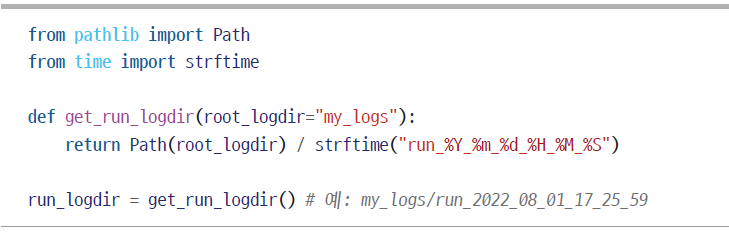 from pathlib import Path
from time import strftime

def get_run_logdir(root_logdir="my_logs"):
    return Path(root_logdir) / strftime("run_%Y_%m_%d_%H_%M_%S")

run_logdir = get_run_logdir() # 예: my_logs/run_2022_08_01_17_25_59